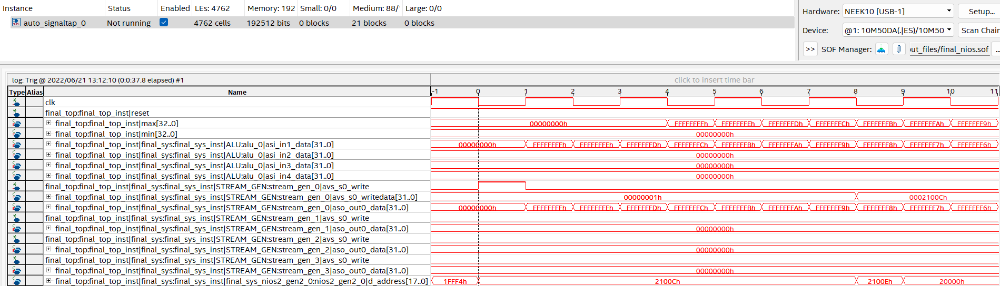 Instance Status Enabled LEs: 4762 Memory: 192 Small: 0/0 Medium: 88/ Large: 0/0
auto_signaltap_0 Not running 4762 cells 192512 bits 0 blocks 21 blocks 0 blocks
Hardware: NEEK10 [USB-1] Setup...
Device: @1: 10M50DA(.|ES)/10M50 Scan Chain
>> SOF Manager: ut_files/final_nios.sof ...
log: Trig @ 2022/06/21 13:12:10 (0:0:37.8 elapsed) #1 click to insert time bar
Type Alias Name -1 0 1 2 3 4 5 6 7 8 9 10 11
clk
final_top:final_top_inst|reset
final_top:final_top_inst|max[32..0] 00000000h FFFFFFFFh FFFFFFFEh FFFFFFFDh FFFFFFFCh FFFFFFFBh FFFFFFFAh FFFFFFF9h
final_top:final_top_inst|min[32..0] 00000000h
final_top:final_top_inst|final_sys:final_sys_inst|ALU:alu_0|asi_in1_data[31..0] 00000000h FFFFFFFFh FFFFFFFEh FFFFFFFDh FFFFFFFCh FFFFFFFBh FFFFFFFAh FFFFFFF9h FFFFFFF8h FFFFFFF7h FFFFFFF6h
final_top:final_top_inst|final_sys:final_sys_inst|ALU:alu_0|asi_in2_data[31..0] 00000000h
final_top:final_top_inst|final_sys:final_sys_inst|ALU:alu_0|asi_in3_data[31..0] 00000000h
final_top:final_top_inst|final_sys:final_sys_inst|ALU:alu_0|asi_in4_data[31..0] 00000000h
final_top:final_top_inst|final_sys:final_sys_inst|STREAM_GEN:stream_gen_0|avs_s0_write
final_top:final_top_inst|final_sys:final_sys_inst|STREAM_GEN:stream_gen_0|avs_s0_writedata[31..0] 00000001h 0002100Ch
final_top:final_top_inst|final_sys:final_sys_inst|STREAM_GEN:stream_gen_0|aso_out0_data[31..0] 00000000h FFFFFFFFh FFFFFFFEh FFFFFFFDh FFFFFFFCh FFFFFFFBh FFFFFFFAh FFFFFFF9h FFFFFFF8h FFFFFFF7h FFFFFFF6h
final_top:final_top_inst|final_sys:final_sys_inst|STREAM_GEN:stream_gen_1|avs_s0_write
final_top:final_top_inst|final_sys:final_sys_inst|STREAM_GEN:stream_gen_1|aso_out0_data[31..0] 00000000h
final_top:final_top_inst|final_sys:final_sys_inst|STREAM_GEN:stream_gen_2|avs_s0_write
final_top:final_top_inst|final_sys:final_sys_inst|STREAM_GEN:stream_gen_2|aso_out0_data[31..0] 00000000h
final_top:final_top_inst|final_sys:final_sys_inst|STREAM_GEN:stream_gen_3|avs_s0_write
final_top:final_top_inst|final_sys:final_sys_inst|STREAM_GEN:stream_gen_3|aso_out0_data[31..0] 00000000h
final_top:final_top_inst|final_sys:final_sys_inst|final_sys_nios2_gen2_0:nios2_gen2_0|d_address[17..0] 1FFF4h 2100Ch 2100Eh 20000h